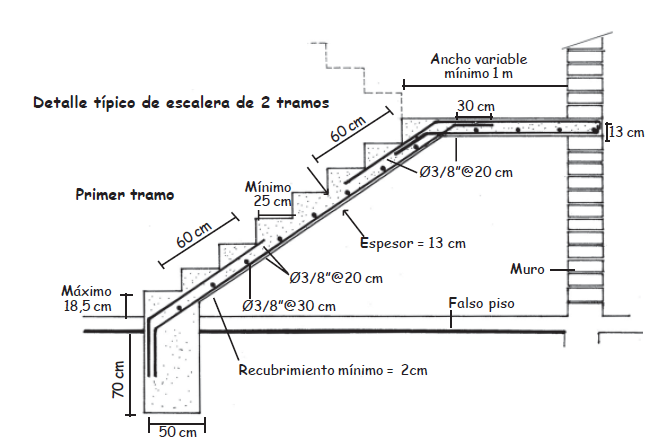 Ancho variable
mínimo 1 m
Detalle típico de escalera de 2 tramos
30 cm
60 cm
13 cm
Ø3/8”@20 cm
Primer tramo
Mínimo
25 cm
60 cm
Espesor = 13 cm
Ø3/8”@20 cm
Muro
Máximo
18,5 cm
Ø3/8”@30 cm
Falso piso
Recubrimiento mínimo = 2cm
70 cm
50 cm